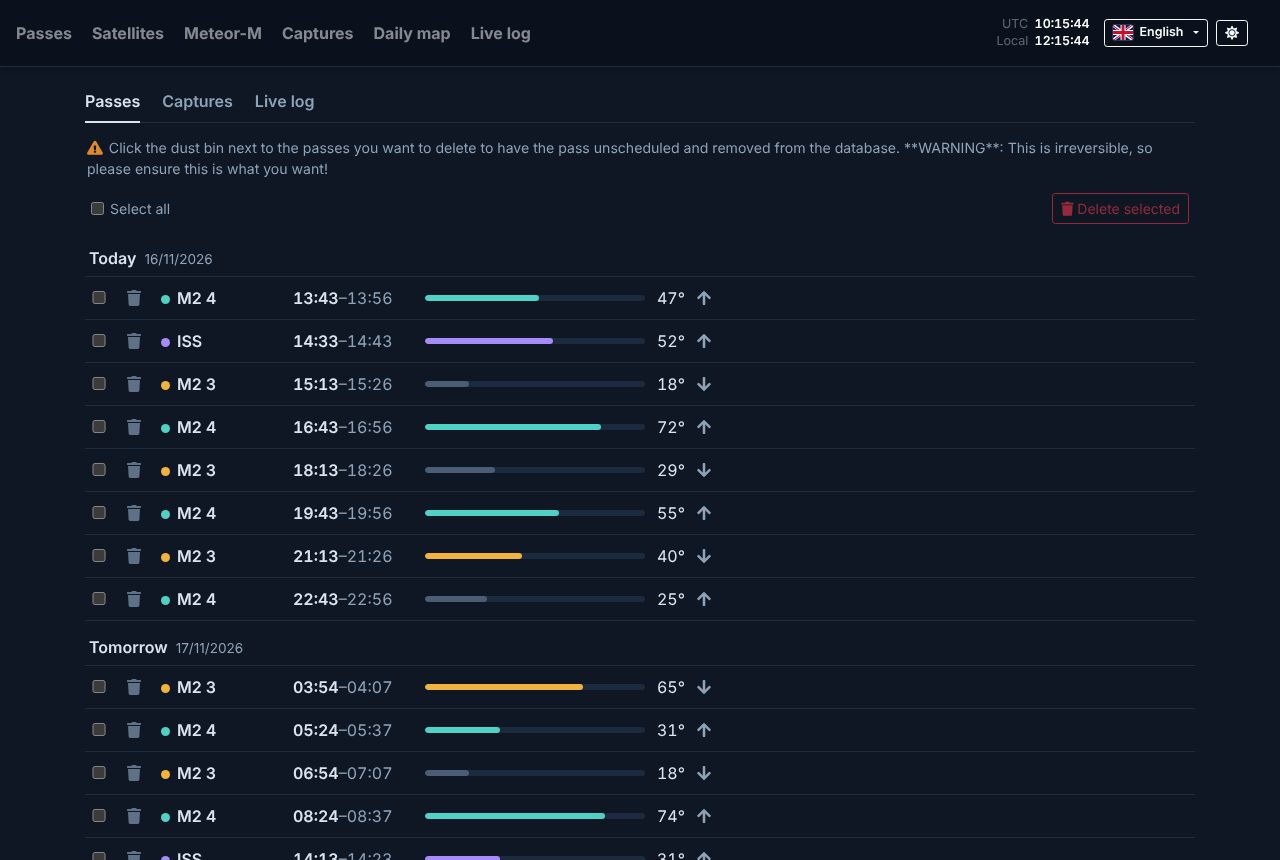 Passes Satellites Meteor-M Captures Daily map Live log
UTC 10:15:44
Local 12:15:44
English
Passes Captures Live log
Click the dust bin next to the passes you want to delete to have the pass unscheduled and removed from the database. **WARNING**: This is irreversible, so
please ensure this is what you want!
Select all
Delete selected
Today 16/11/2026
M2 4 13:43–13:56 47°
ISS 14:33–14:43 52°
M2 3 15:13–15:26 18°
M2 4 16:43–16:56 72°
M2 3 18:13–18:26 29°
M2 4 19:43–19:56 55°
M2 3 21:13–21:26 40°
M2 4 22:43–22:56 25°
Tomorrow 17/11/2026
M2 3 03:54–04:07 65°
M2 4 05:24–05:37 31°
M2 3 06:54–07:07 18°
M2 4 08:24–08:37 74°
ISS 14:13–14:23 31°